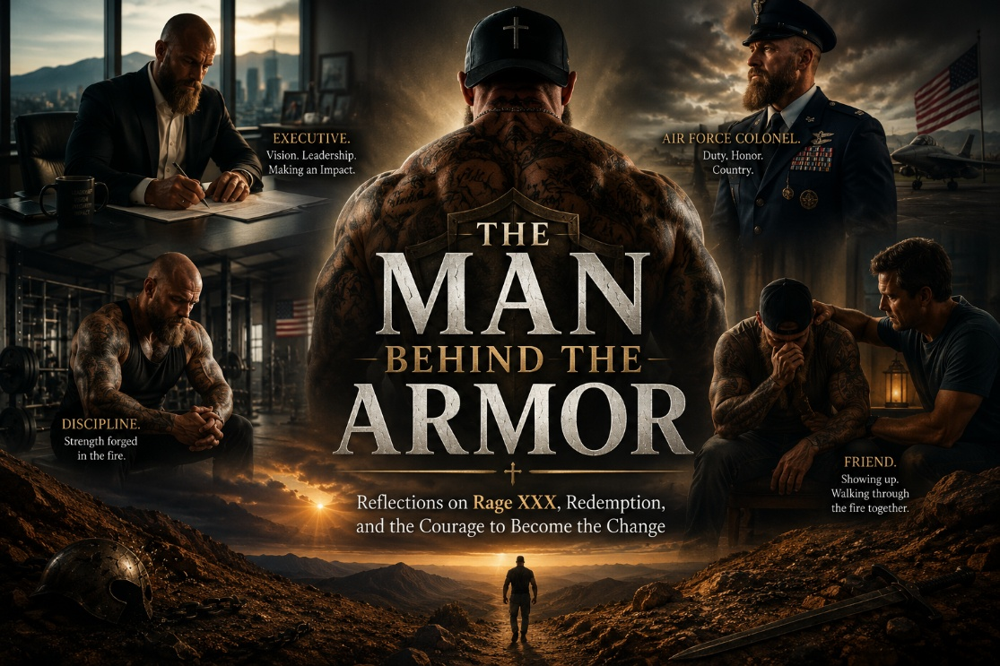 EXECUTIVE.
Vision. Leadership.
Making an Impact.
AIR FORCE COLONEL.
Duty. Honor.
Country.
THE
MAN
BEHIND THE
ARMOR
DISCIPLINE.
Strength forged
in the fire.
FRIEND.
Showing up.
Walking through
the fire together.
Reflections on Rage XXX, Redemption,
and the Courage to Become the Change